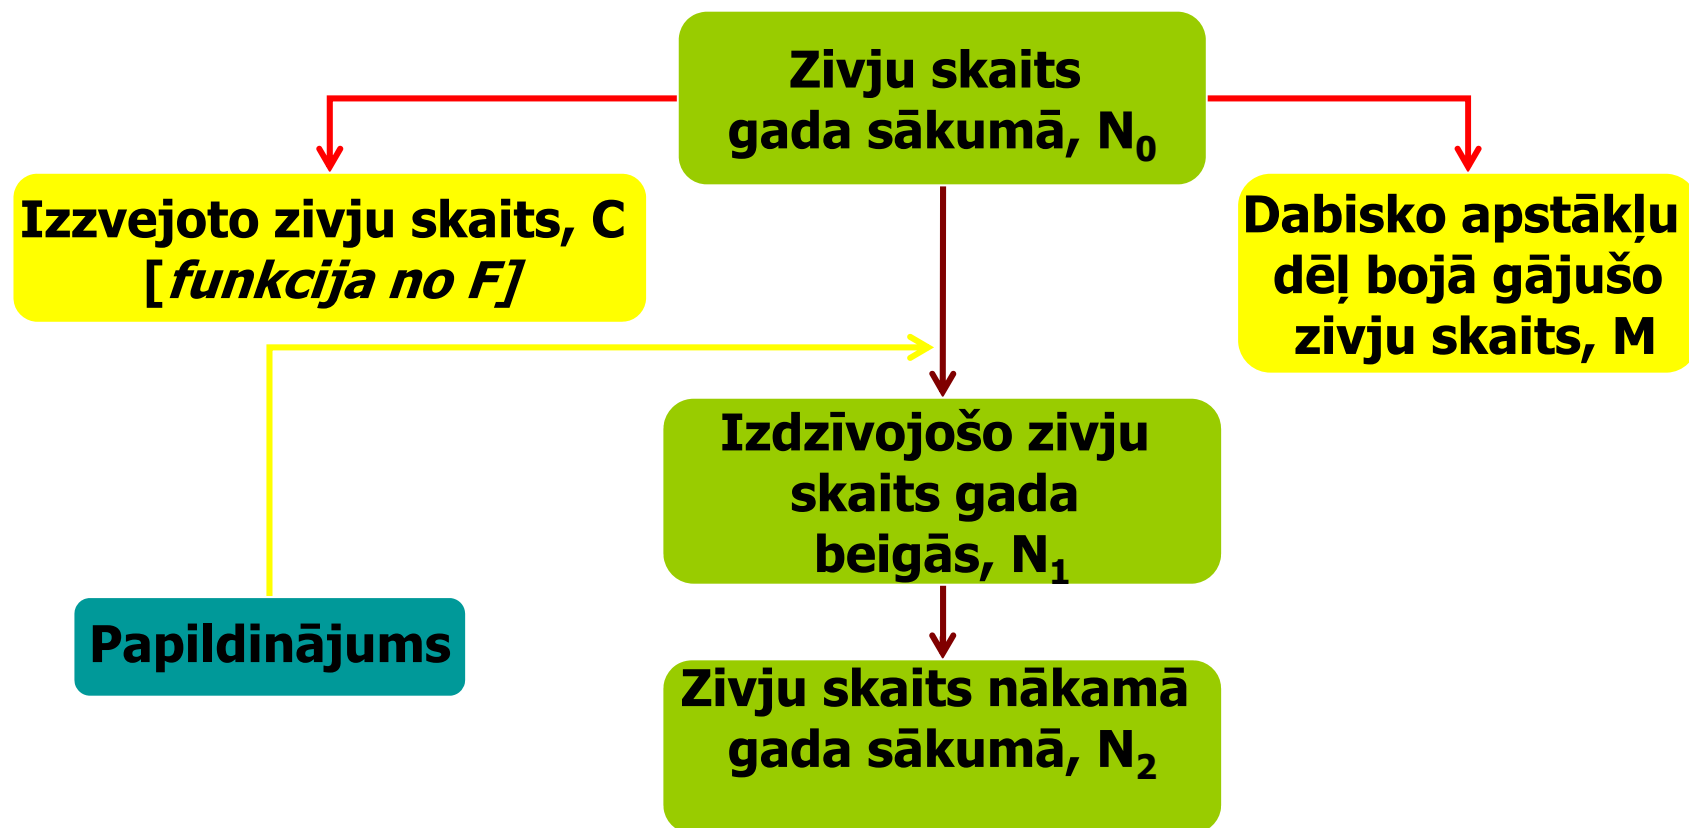 Zivju skaits
gada sākumā, N₀
Izzvejoto zivju skaits, C
[funkcija no F]
Dabisko apstākļu
dēļ bojā gājušo
zivju skaits, M
Izdzīvojošo zivju
skaits gada
beigās, N₁
Papildinājums
Zivju skaits nākamā
gada sākumā, N₂